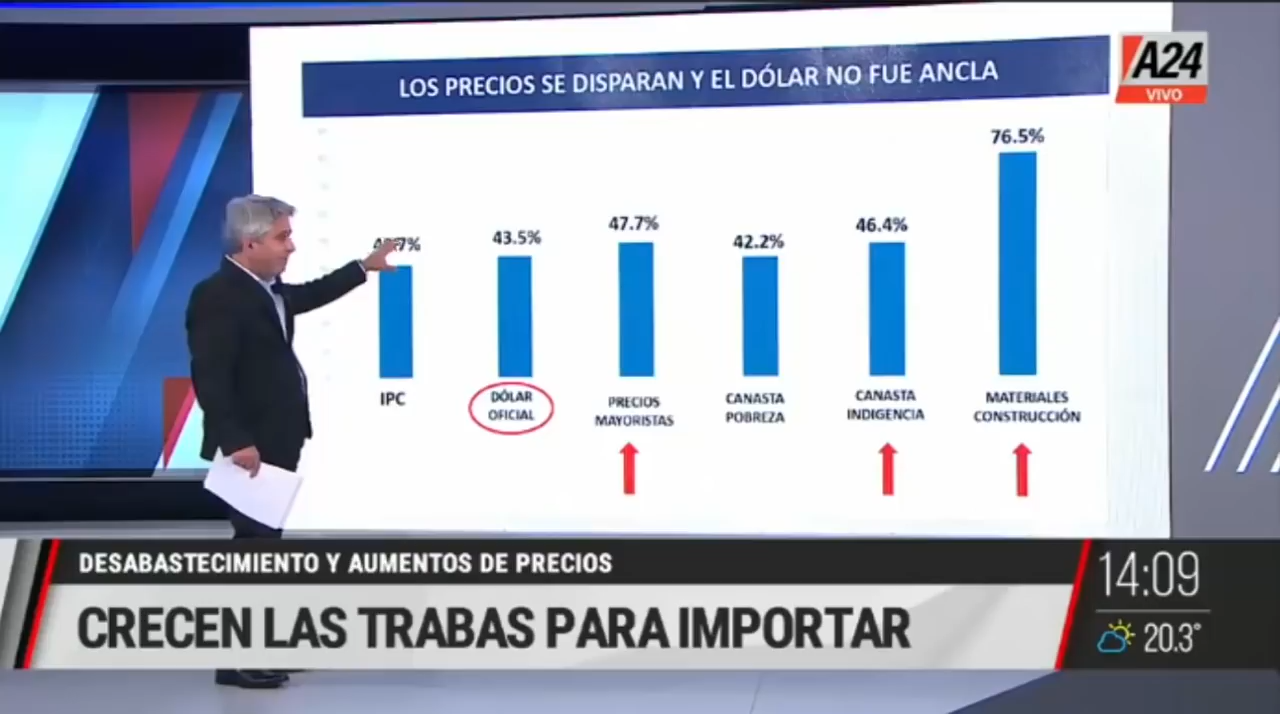 LOS PRECIOS SE DISPARAN Y EL DÓLAR NO FUE ANCLA
A24
VIVO
43.5%
47.7%
42.2%
46.4%
76.5%
IPC
DÓLAR
OFICIAL
PRECIOS
MAYORISTAS
CANASTA
POBREZA
CANASTA
INDIGENCIA
MATERIALES
CONSTRUCCIÓN
DESABASTECIMIENTO Y AUMENTOS DE PRECIOS
CRECEN LAS TRABAS PARA IMPORTAR
14:09
20.3°